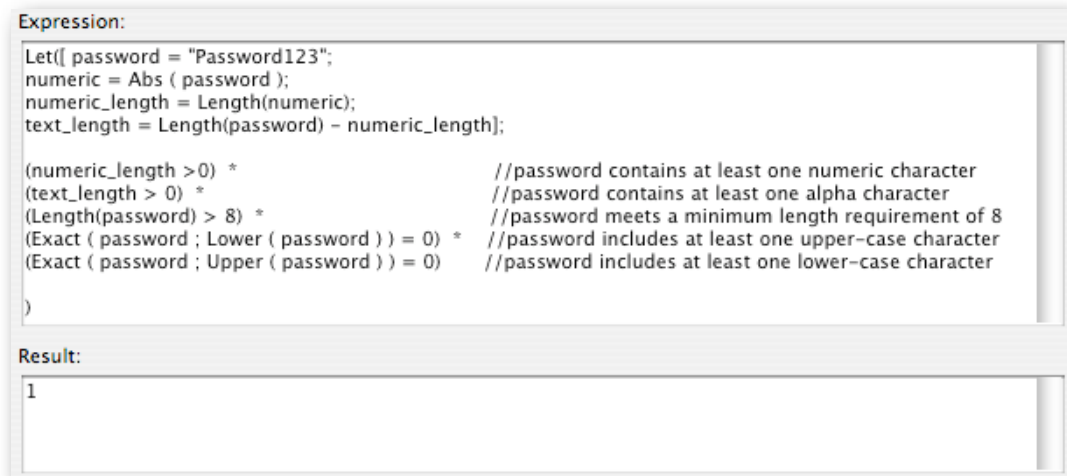 Expression:
Let([ password = "Password123";
numeric = Abs ( password );
numeric_length = Length(numeric);
text_length = Length(password) - numeric_length];
(numeric_length >0) * //password contains at least one numeric character
(text_length > 0) * //password contains at least one alpha character
(Length(password) > 8) * //password meets a minimum length requirement of 8
(Exact ( password ; Lower ( password ) ) = 0) * //password includes at least one upper-case character
(Exact ( password ; Upper ( password ) ) = 0) //password includes at least one lower-case character
)
Result:
1